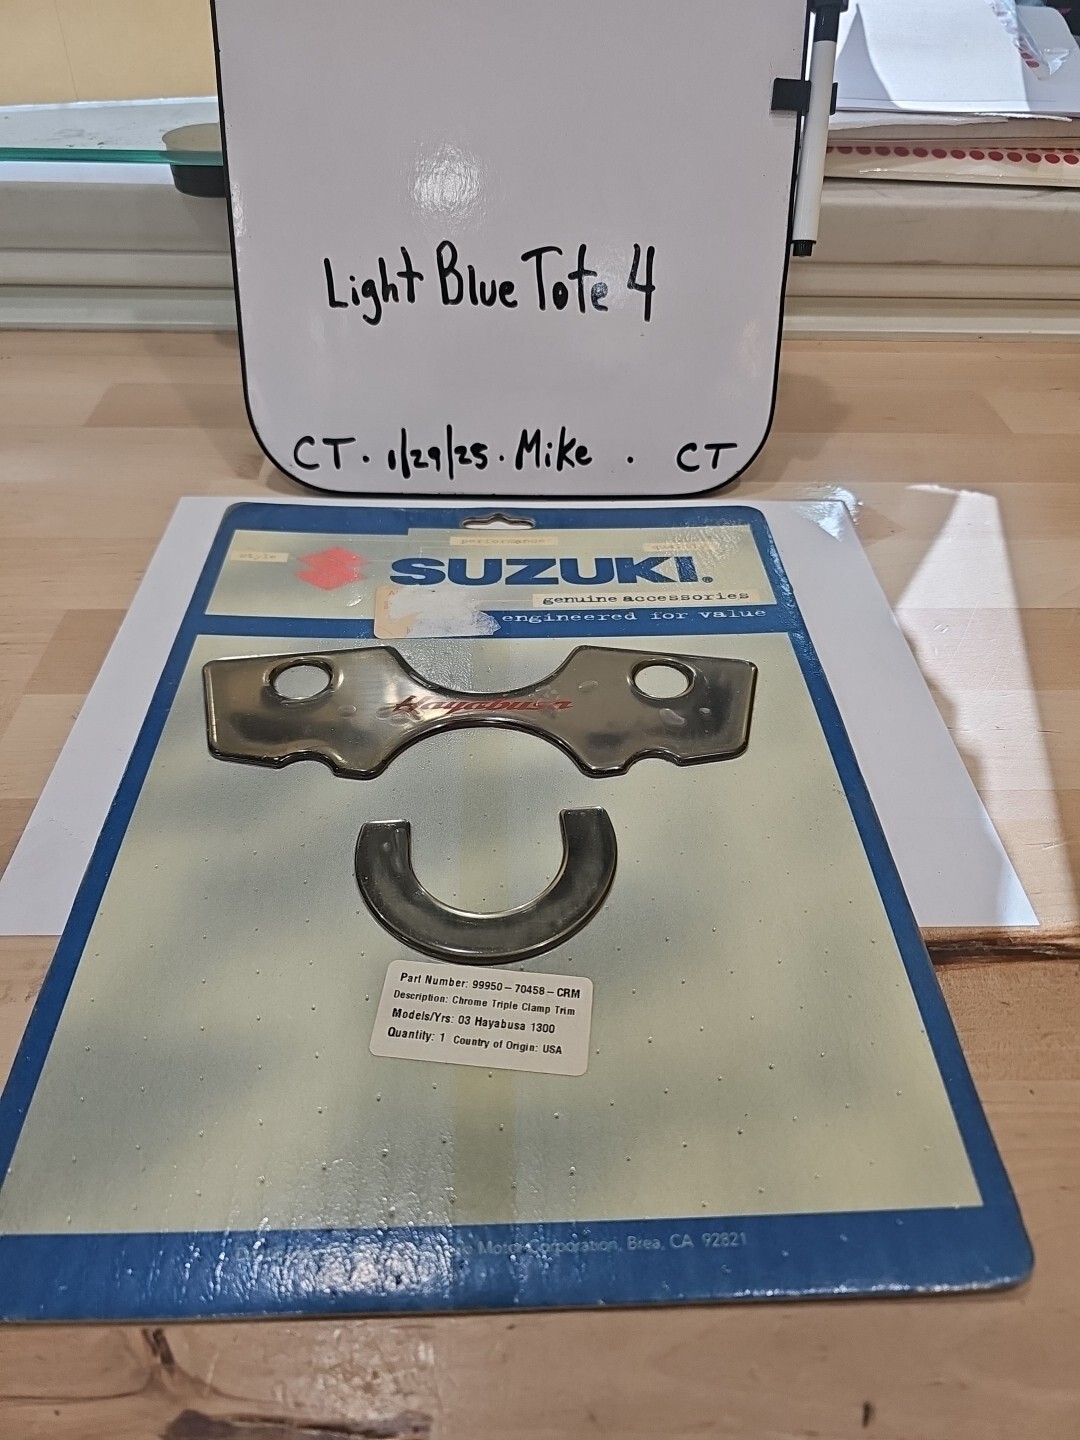 Light Blue Tote 4
CT. 1/29/25. Mike . CT
style
performance
SUZUKI.
genuine accessories
engineered for value
Hayabusa
Part Number: 99950-70458-CRM
Description: Chrome Triple Clamp Trim
Models/Yrs: 03 Hayabusa 1300
Quantity: 1 Country of Origin: USA
Motor Corporation, Brea, CA 92821